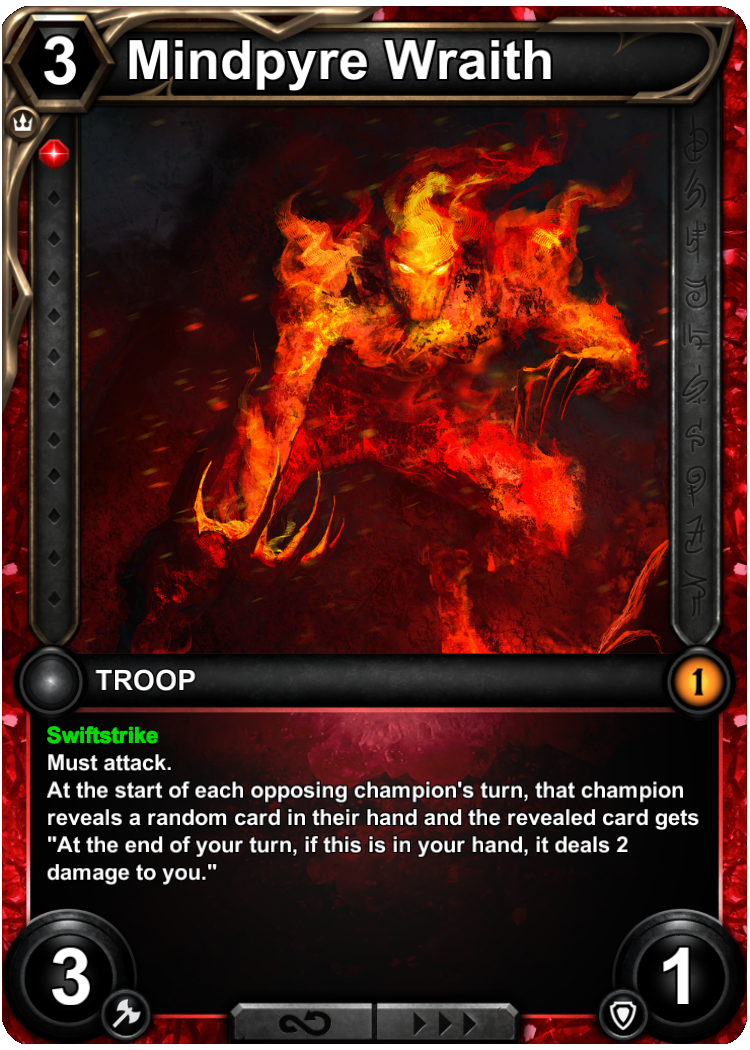 3
Mindpyre Wraith
TROOP
1
Swiftstrike
Must attack.
At the start of each opposing champion's turn, that champion
reveals a random card in their hand and the revealed card gets
"At the end of your turn, if this is in your hand, it deals 2
damage to you."
3
1